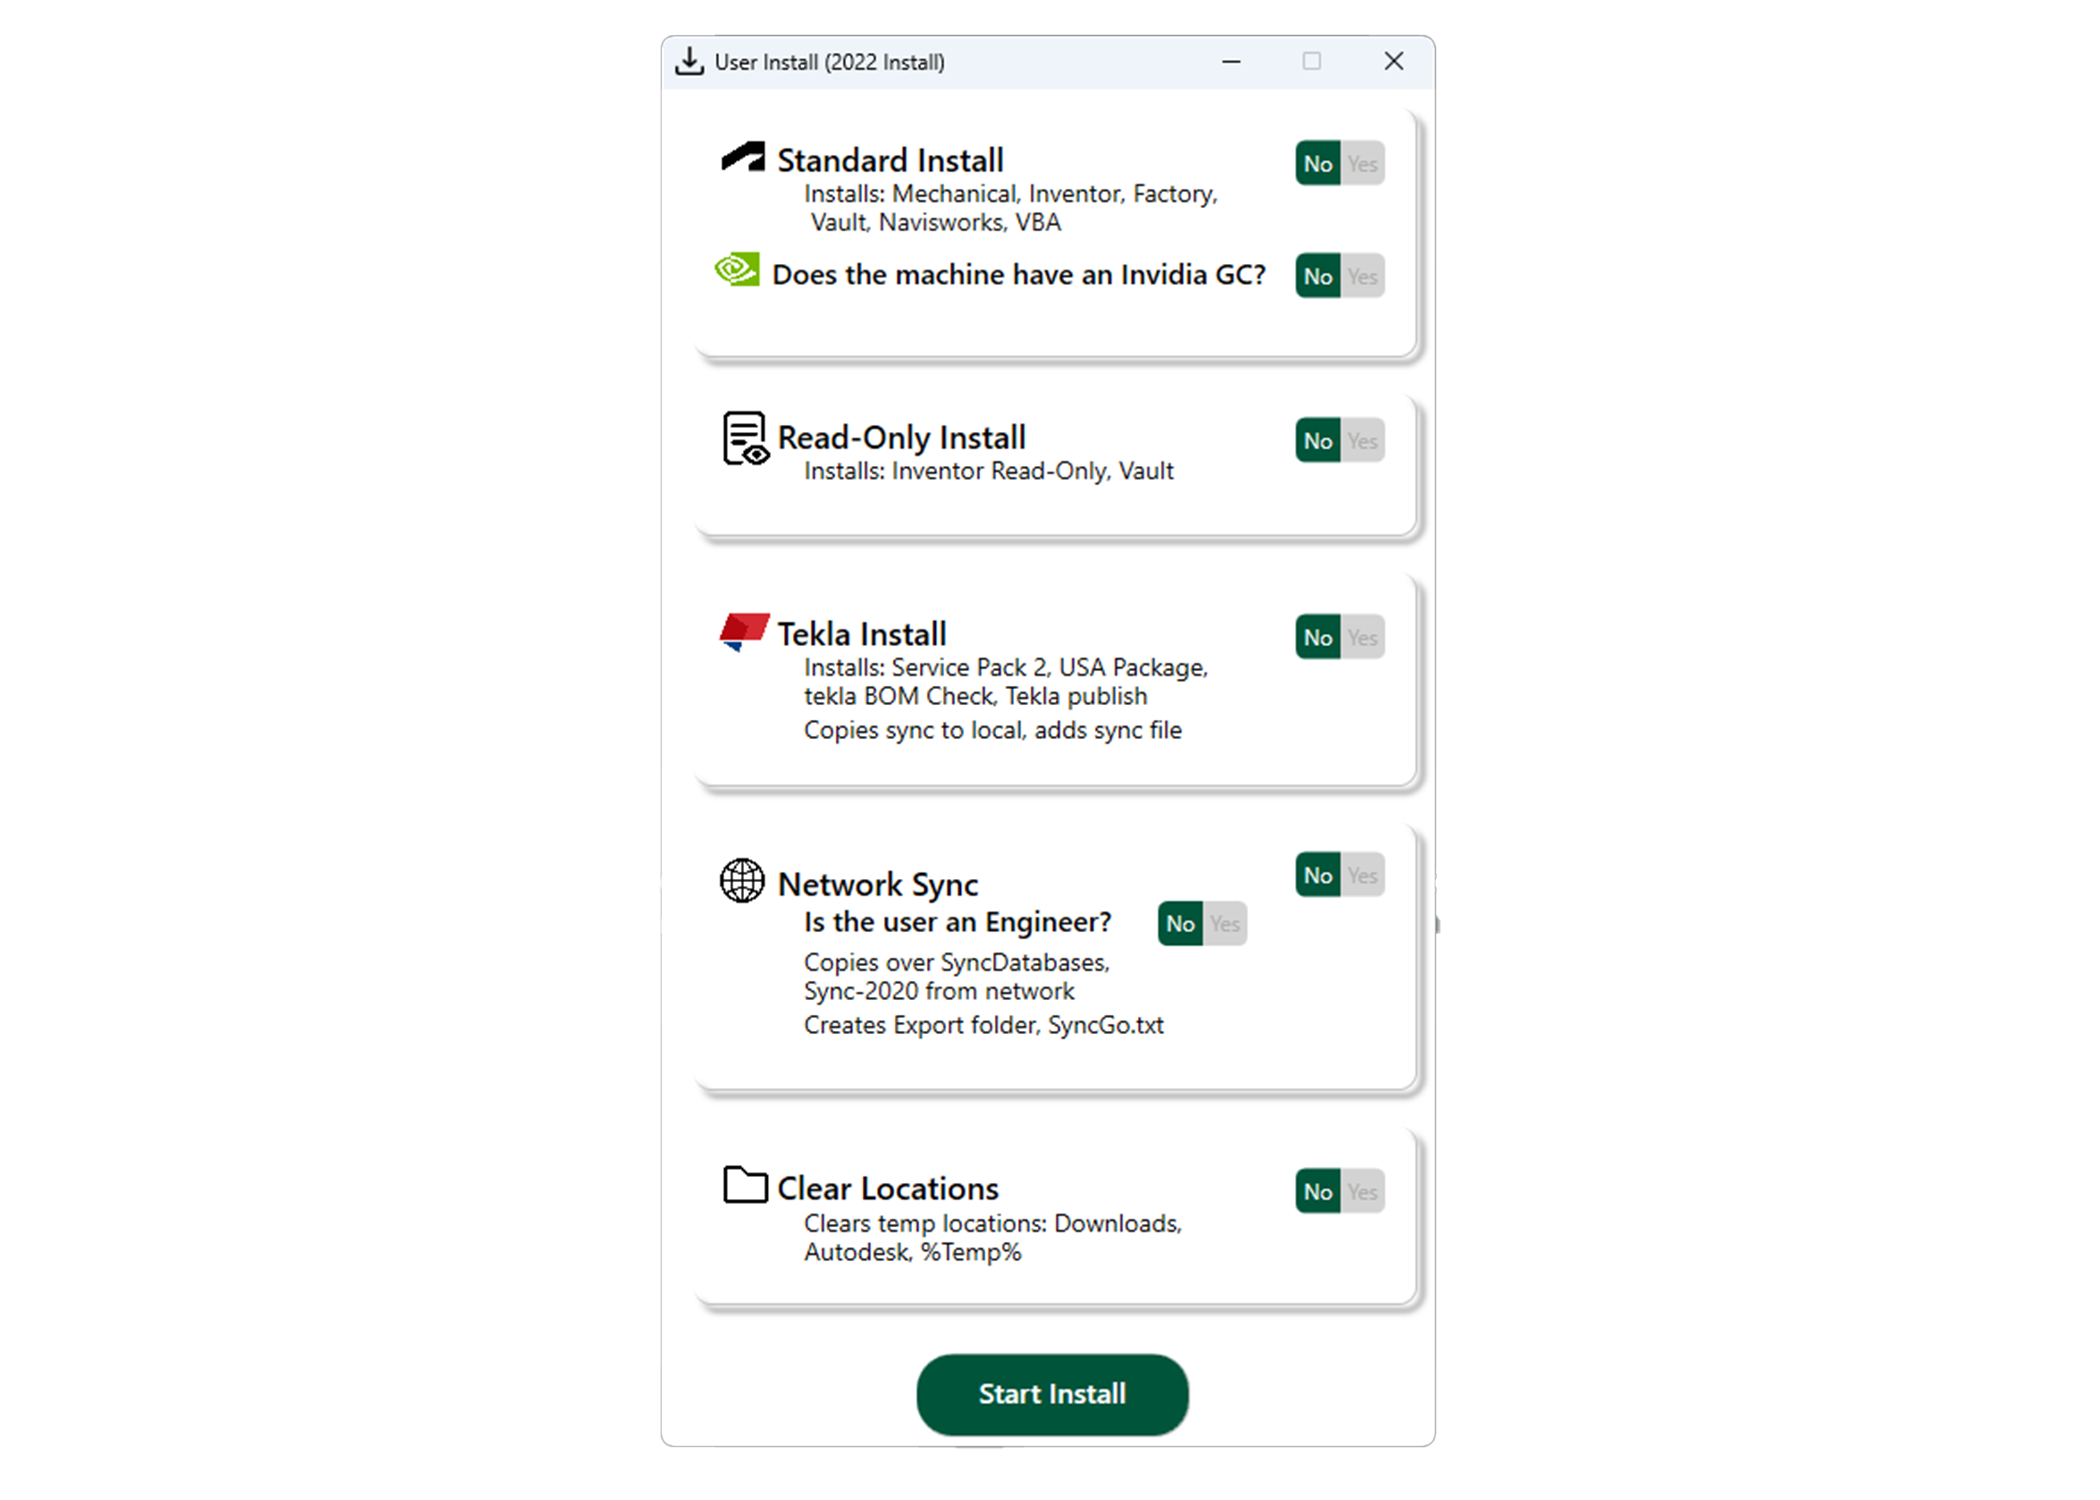 User Install (2022 Install)
Standard Install
No Yes
Installs: Mechanical, Inventor, Factory,
Vault, Navisworks, VBA
Does the machine have an Invidia GC?
No Yes
Read-Only Install
No Yes
Installs: Inventor Read-Only, Vault
Tekla Install
No Yes
Installs: Service Pack 2, USA Package,
tekla BOM Check, Tekla publish
Copies sync to local, adds sync file
Network Sync
No Yes
Is the user an Engineer?
No Yes
Copies over SyncDatabases,
Sync-2020 from network
Creates Export folder, SyncGo.txt
Clear Locations
No Yes
Clears temp locations: Downloads,
Autodesk, %Temp%
Start Install